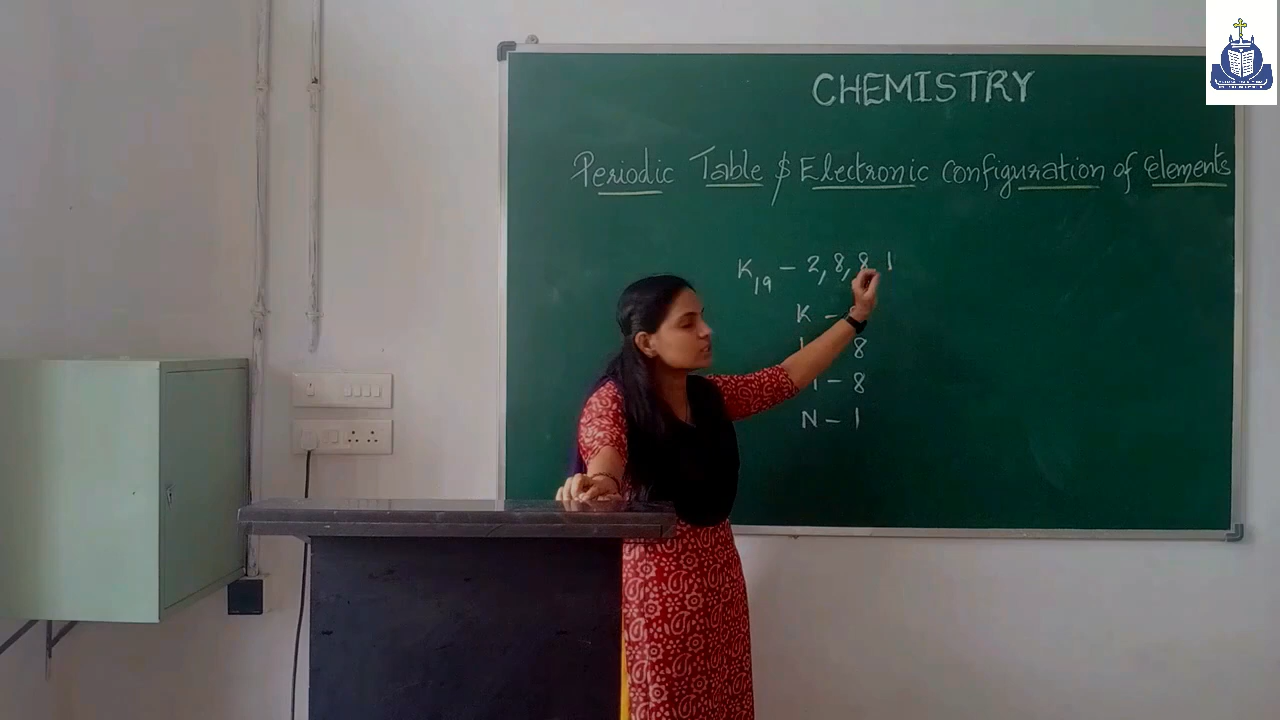 CHEMISTRY
Periodic Table & Electronic configuration of elements
K19 - 2, 8, 8, 1
K -
8
- 8
N - 1